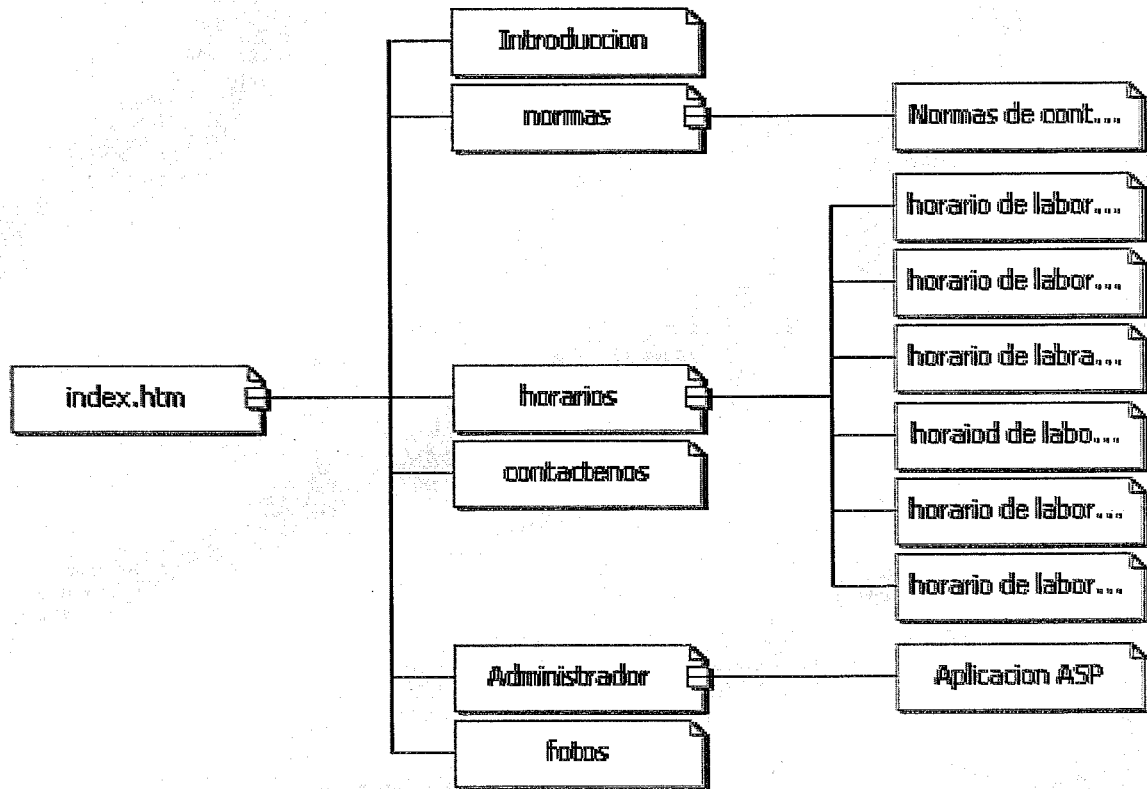 Introduccion
normas
Normas de cont....
horario de labor....
horario de labor....
horario de labra....
index.htm
horarios
horaiod de labo....
contactenos
horario de labor....
horario de labor....
Administrador
Aplicacion ASP
fotos